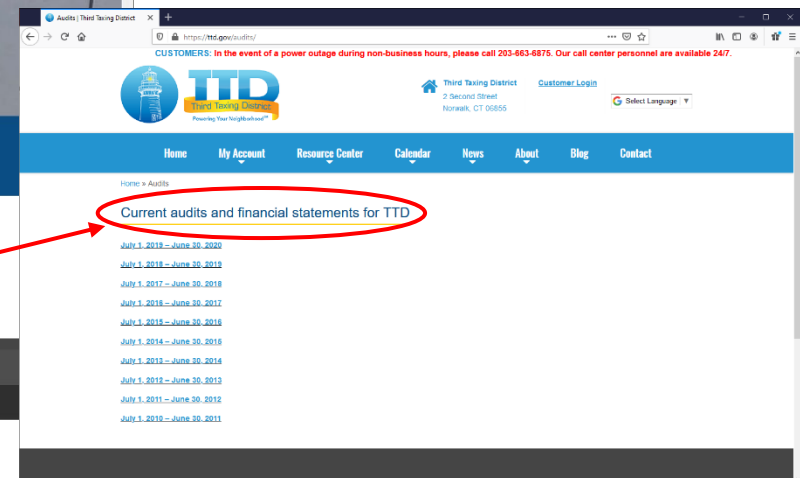 Audits | Third Taxing District
https://ttd.gov/audits/
CUSTOMERS: In the event of a power outage during non-business hours, please call 203-663-6875. Our call center personnel are available 24/7.
TTD
Third Taxing District
Powering Your Neighborhood℠
Third Taxing District
2 Second Street
Norwalk, CT 06855
Customer Login
G Select Language ▼
Home My Account Resource Center Calendar News About Blog Contact
Home » Audits
Current audits and financial statements for TTD
July 1, 2019 – June 30, 2020
July 1, 2018 – June 30, 2019
July 1, 2017 – June 30, 2018
July 1, 2016 – June 30, 2017
July 1, 2015 – June 30, 2016
July 1, 2014 – June 30, 2015
July 1, 2013 – June 30, 2014
July 1, 2012 – June 30, 2013
July 1, 2011 – June 30, 2012
July 1, 2010 – June 30, 2011